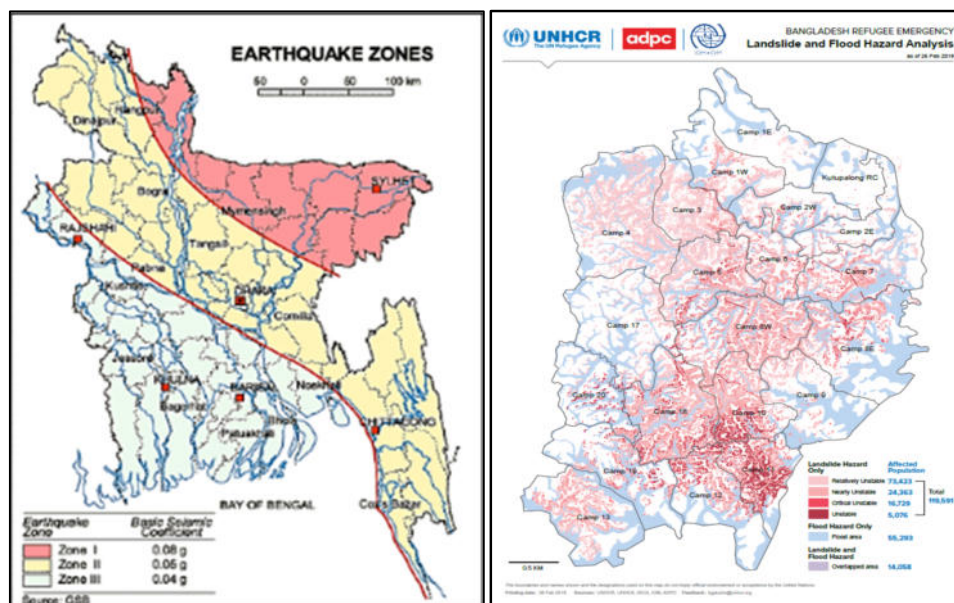 EARTHQUAKE ZONES
50 0 100 km
Rangpur
Dinajpur
Bogra
Mymensingh
SYLHET
RAJSHAHI
Tangail
Pabna
Kushtia
DHAKA
Comilla
Jessore
KHULNA
BARISAL
Noakhali
Bagerhat
Bhola
Patuakhali
CHITTAGONG
Cox's Bazar
BAY OF BENGAL
Earthquake Zone
Basic Seismic Coefficient
Zone I 0.08 g
Zone II 0.05 g
Zone III 0.04 g
Source: GSB
UNHCR
The UN Refugee Agency
adpc
BANGLADESH REFUGEE EMERGENCY
Landslide and Flood Hazard Analysis
Camp 1E
Camp 1W
Kutupalong RC
Camp 2W
Camp 3
Camp 4
Camp 2E
Camp 5
Camp 6
Camp 7
Camp 17
Camp 8W
Camp 8E
Camp 20
Camp 9
Camp 18
Camp 10
Camp 19
Camp 12
Camp 13
Landslide Hazard Only
Affected Population
Relatively Unstable 73,423
Nearly Unstable 24,363
Critical Unstable 16,729
Unstable 5,076
Total 119,591
Flood Hazard Only
Flood area
Landslide and Flood Hazard
Overlapped area 14,058
0.5 KM